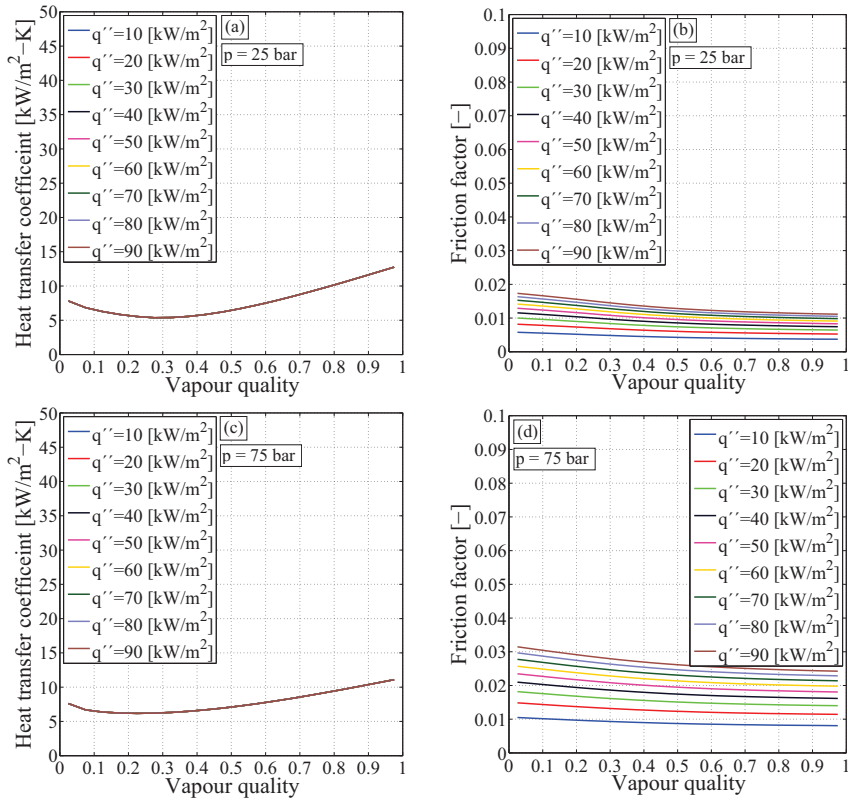 (a)
p = 25 bar
Heat transfer coefficeint [kW/m²−K]
50
45
40
35
30
25
20
15
10
5
0
q´´=10 [kW/m²]
q´´=20 [kW/m²]
q´´=30 [kW/m²]
q´´=40 [kW/m²]
q´´=50 [kW/m²]
q´´=60 [kW/m²]
q´´=70 [kW/m²]
q´´=80 [kW/m²]
q´´=90 [kW/m²]
0 0.1 0.2 0.3 0.4 0.5 0.6 0.7 0.8 0.9 1
Vapour quality
(b)
p = 25 bar
Friction factor [−]
0.1
0.09
0.08
0.07
0.06
0.05
0.04
0.03
0.02
0.01
0
q´´=10 [kW/m²]
q´´=20 [kW/m²]
q´´=30 [kW/m²]
q´´=40 [kW/m²]
q´´=50 [kW/m²]
q´´=60 [kW/m²]
q´´=70 [kW/m²]
q´´=80 [kW/m²]
q´´=90 [kW/m²]
0 0.1 0.2 0.3 0.4 0.5 0.6 0.7 0.8 0.9 1
Vapour quality
(c)
p = 75 bar
Heat transfer coefficeint [kW/m²−K]
50
45
40
35
30
25
20
15
10
5
0
q´´=10 [kW/m²]
q´´=20 [kW/m²]
q´´=30 [kW/m²]
q´´=40 [kW/m²]
q´´=50 [kW/m²]
q´´=60 [kW/m²]
q´´=70 [kW/m²]
q´´=80 [kW/m²]
q´´=90 [kW/m²]
0 0.1 0.2 0.3 0.4 0.5 0.6 0.7 0.8 0.9 1
Vapour quality
(d)
p = 75 bar
Friction factor [−]
0.1
0.09
0.08
0.07
0.06
0.05
0.04
0.03
0.02
0.01
0
q´´=10 [kW/m²]
q´´=20 [kW/m²]
q´´=30 [kW/m²]
q´´=40 [kW/m²]
q´´=50 [kW/m²]
q´´=60 [kW/m²]
q´´=70 [kW/m²]
q´´=80 [kW/m²]
q´´=90 [kW/m²]
0 0.1 0.2 0.3 0.4 0.5 0.6 0.7 0.8 0.9 1
Vapour quality